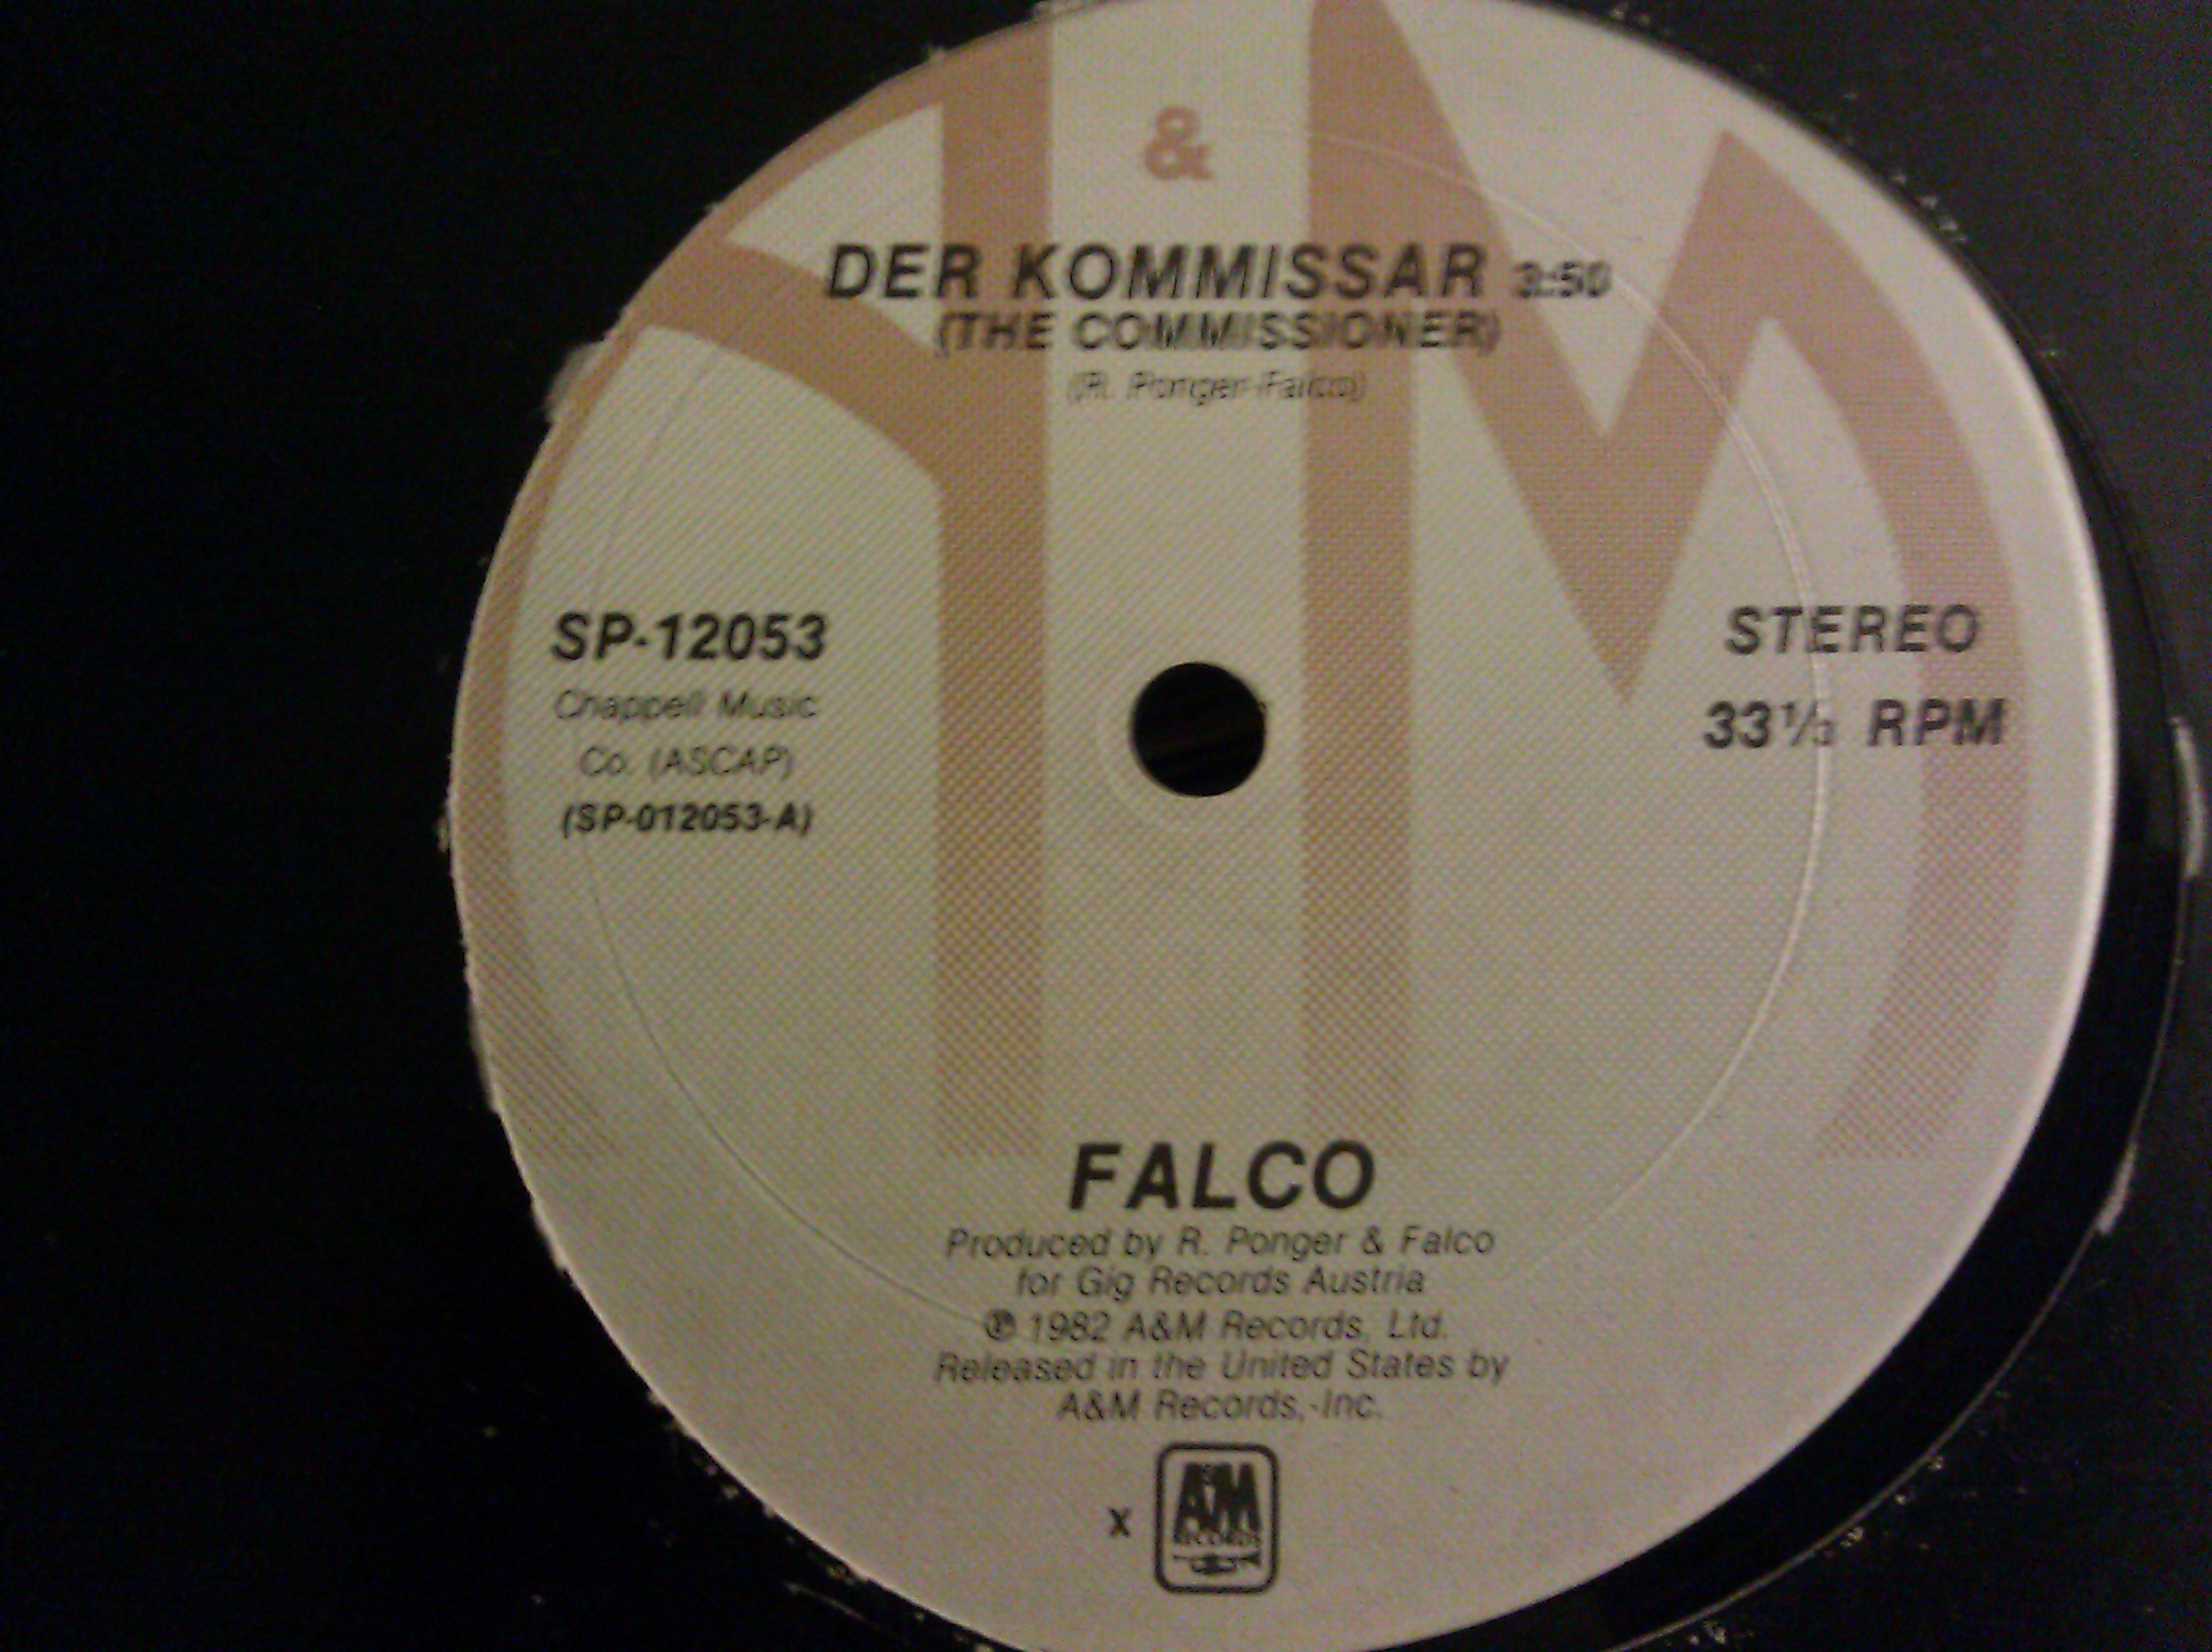 A&M
DER KOMMISSAR 3:50
(THE COMMISSIONER)
(R. Ponger-Falco)
SP-12053
Chappell Music
Co. (ASCAP)
(SP-012053-A)
STEREO
33⅓ RPM
FALCO
Produced by R. Ponger & Falco
for Gig Records Austria
℗ 1982 A&M Records, Ltd.
Released in the United States by
A&M Records, Inc.
x A&M
RECORDS